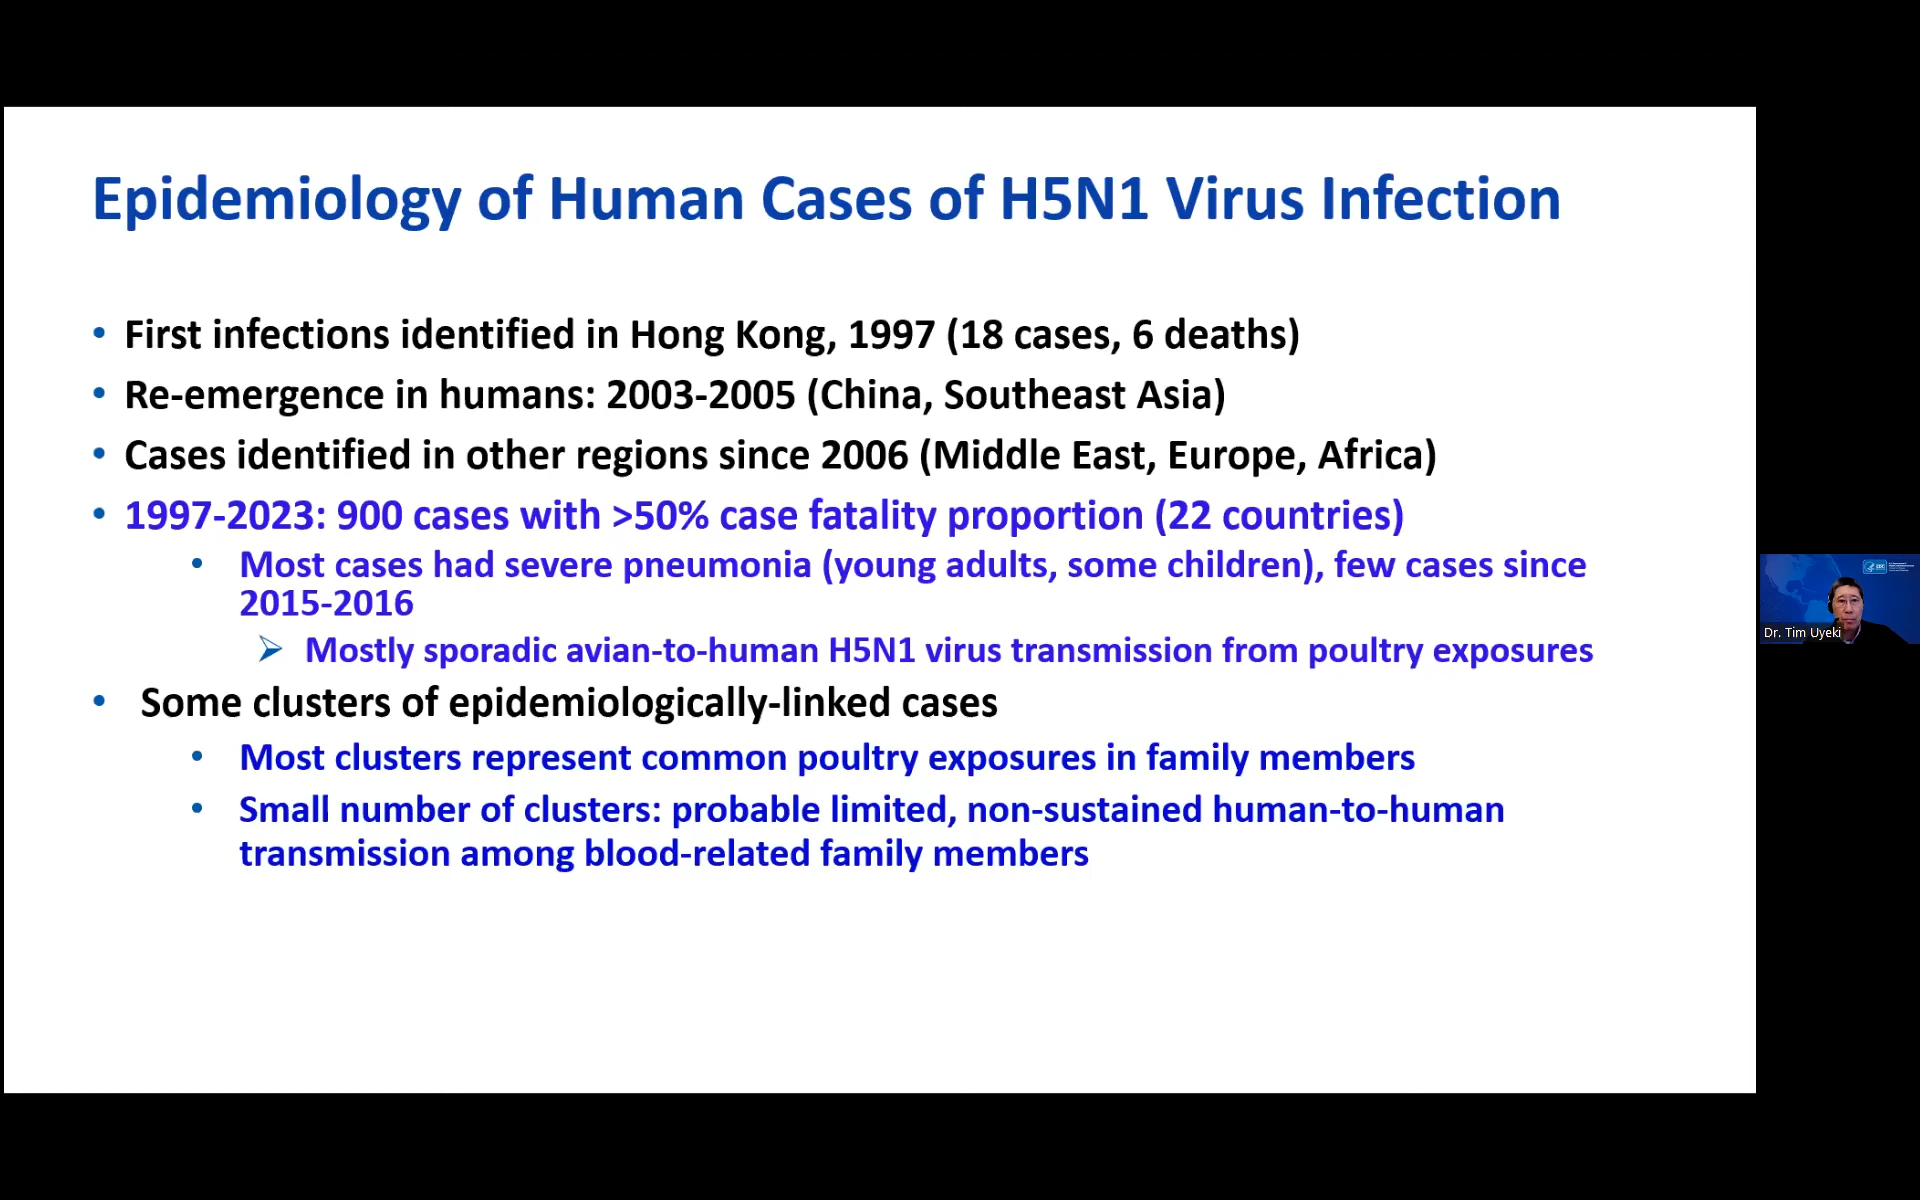 Epidemiology of Human Cases of H5N1 Virus Infection
• First infections identified in Hong Kong, 1997 (18 cases, 6 deaths)
• Re-emergence in humans: 2003-2005 (China, Southeast Asia)
• Cases identified in other regions since 2006 (Middle East, Europe, Africa)
• 1997-2023: 900 cases with >50% case fatality proportion (22 countries)
• Most cases had severe pneumonia (young adults, some children), few cases since
2015-2016
➢ Mostly sporadic avian-to-human H5N1 virus transmission from poultry exposures
• Some clusters of epidemiologically-linked cases
• Most clusters represent common poultry exposures in family members
• Small number of clusters: probable limited, non-sustained human-to-human
transmission among blood-related family members
CDC
Dr. Tim Uyeki